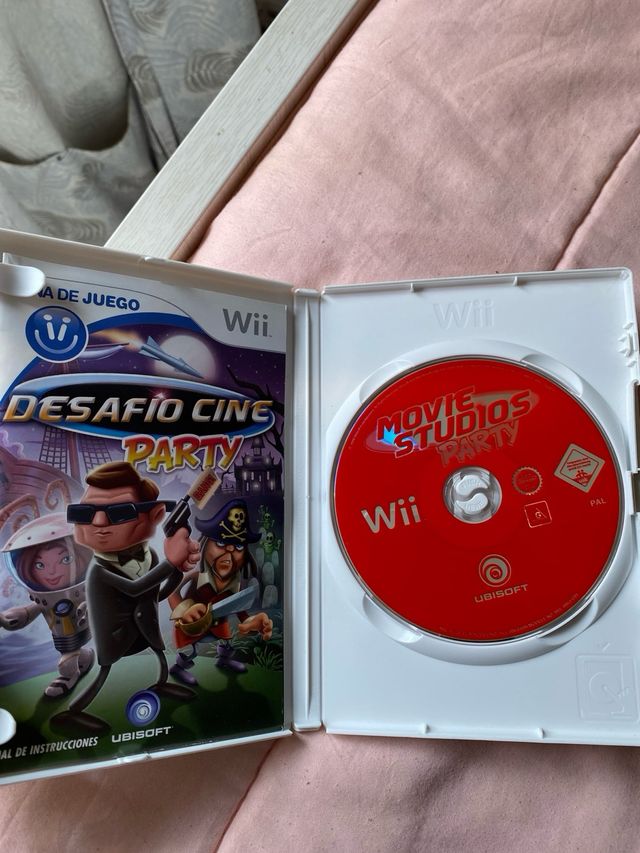 NA DE JUEGO
Wii
DESAFIO CINE
PARTY
UBISOFT
AL DE INSTRUCCIONES
Wii
MOVIE
STUDIOS
PARTY
Wii
PAL
UBISOFT